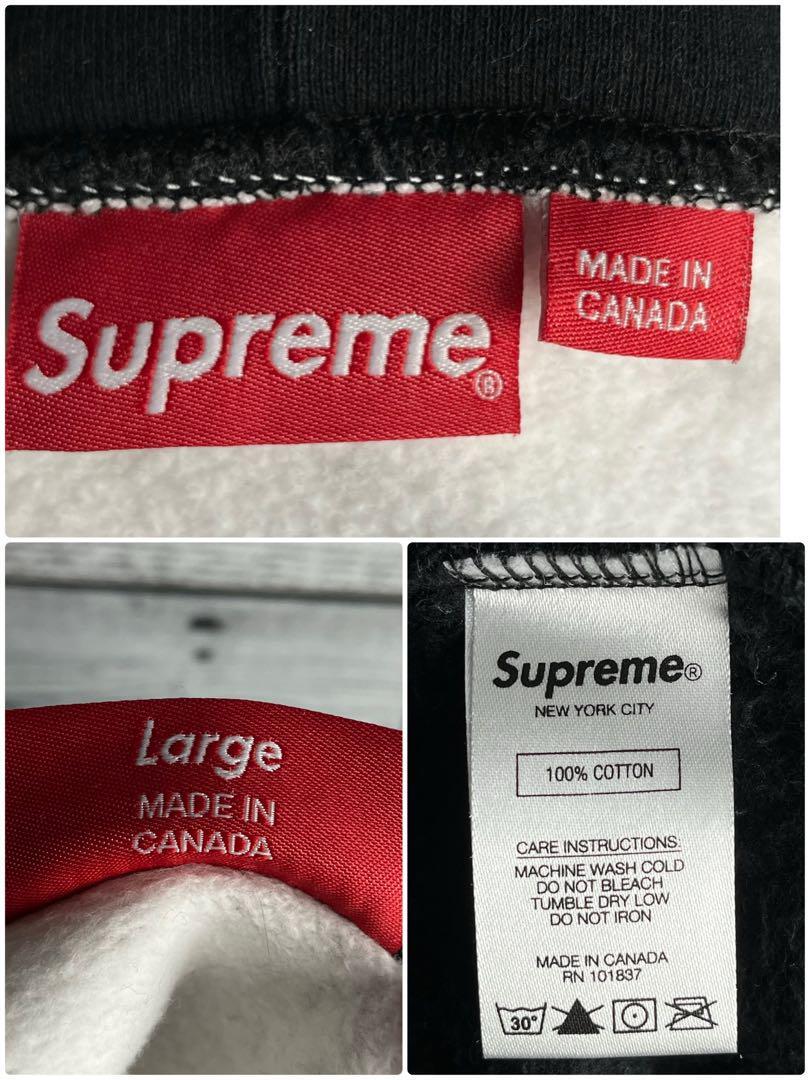 Supreme®
MADE IN
CANADA
Large
MADE IN
CANADA
Supreme®
NEW YORK CITY
100% COTTON
CARE INSTRUCTIONS:
MACHINE WASH COLD
DO NOT BLEACH
TUMBLE DRY LOW
DO NOT IRON
MADE IN CANADA
RN 101837
30°